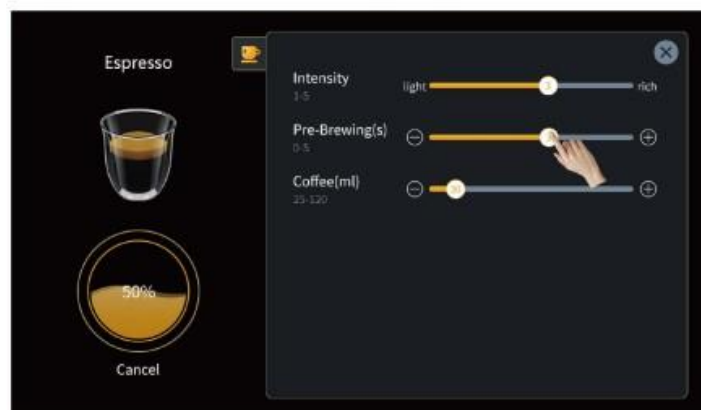 Espresso
Intensity
1-5
light
3
rich
Pre-Brewing(s)
0-5
Coffee(ml)
25-120
30
50%
Cancel